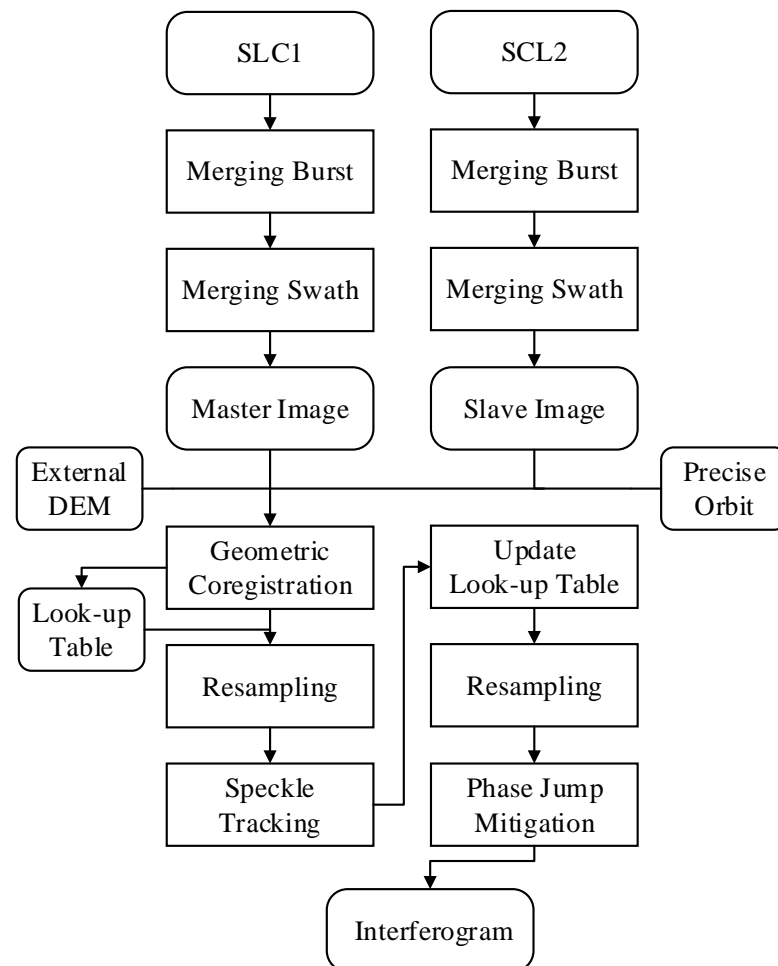 SLC1
SCL2
Merging Burst
Merging Burst
Merging Swath
Merging Swath
Master Image
Slave Image
External
DEM
Precise
Orbit
Geometric
Coregistration
Update
Look-up Table
Look-up
Table
Resampling
Resampling
Speckle
Tracking
Phase Jump
Mitigation
Interferogram